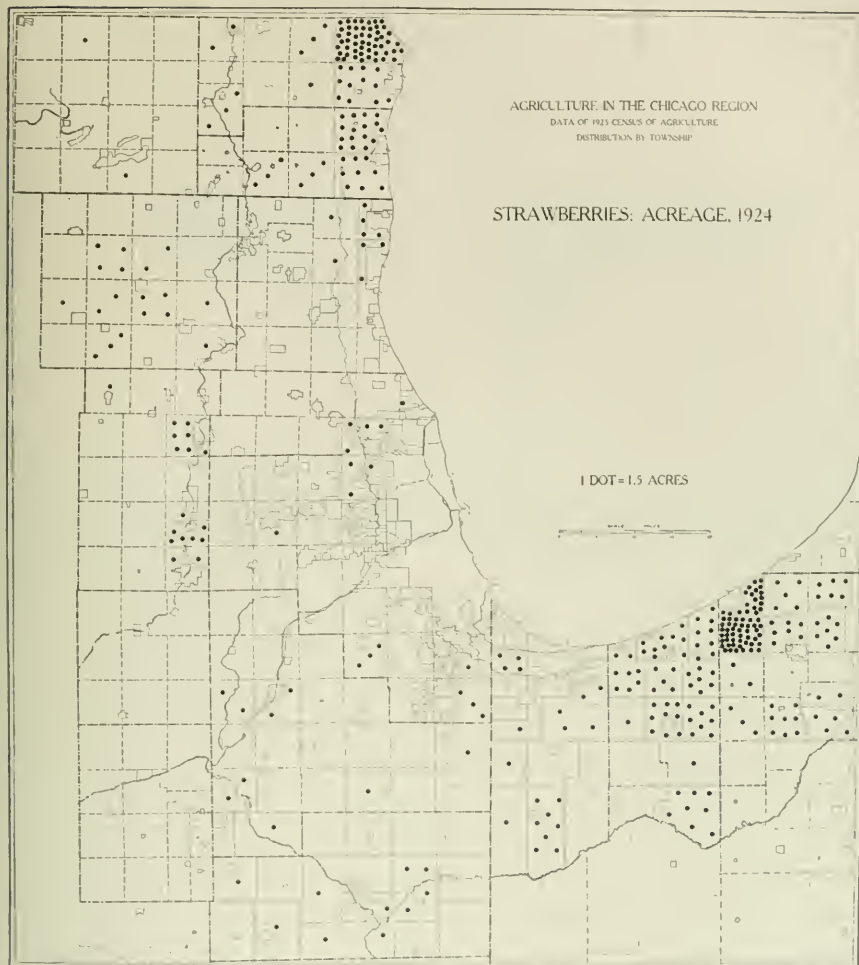 AGRICULTURE IN THE CHICAGO REGION
DATA OF 1925 CENSUS OF AGRICULTURE
DISTRIBUTION BY TOWNSHIP
STRAWBERRIES: ACREAGE, 1924
1 DOT = 1.5 ACRES